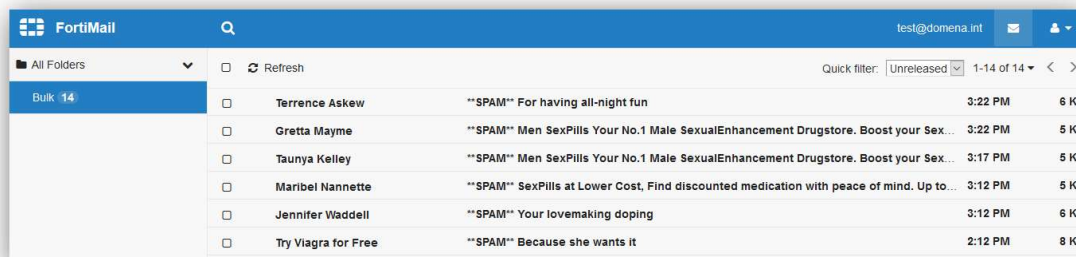 FortiMail test@domena.int
All Folders Refresh Quick filter: Unreleased 1-14 of 14
Bulk 14
Terrence Askew **SPAM** For having all-night fun 3:22 PM 6 K
Gretta Mayme **SPAM** Men SexPills Your No.1 Male SexualEnhancement Drugstore. Boost your Sex... 3:22 PM 5 K
Taunya Kelley **SPAM** Men SexPills Your No.1 Male SexualEnhancement Drugstore. Boost your Sex... 3:17 PM 5 K
Maribel Nannette **SPAM** SexPills at Lower Cost, Find discounted medication with peace of mind. Up to... 3:12 PM 5 K
Jennifer Waddell **SPAM** Your lovemaking doping 3:12 PM 6 K
Try Viagra for Free **SPAM** Because she wants it 2:12 PM 8 K